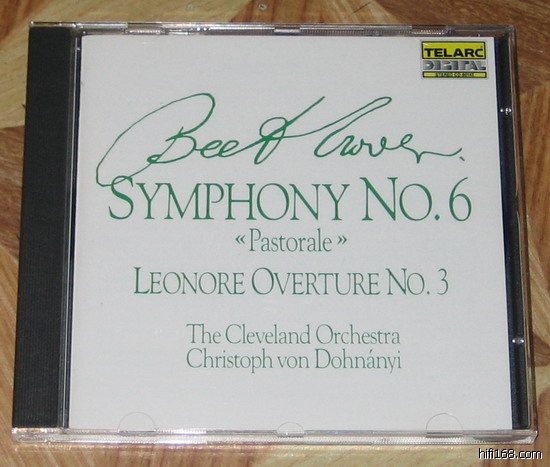 TELARC
DIGITAL
Beethoven.
SYMPHONY NO. 6
«Pastorale»
LEONORE OVERTURE NO. 3
The Cleveland Orchestra
Christoph von Dohnányi
hifi168.com